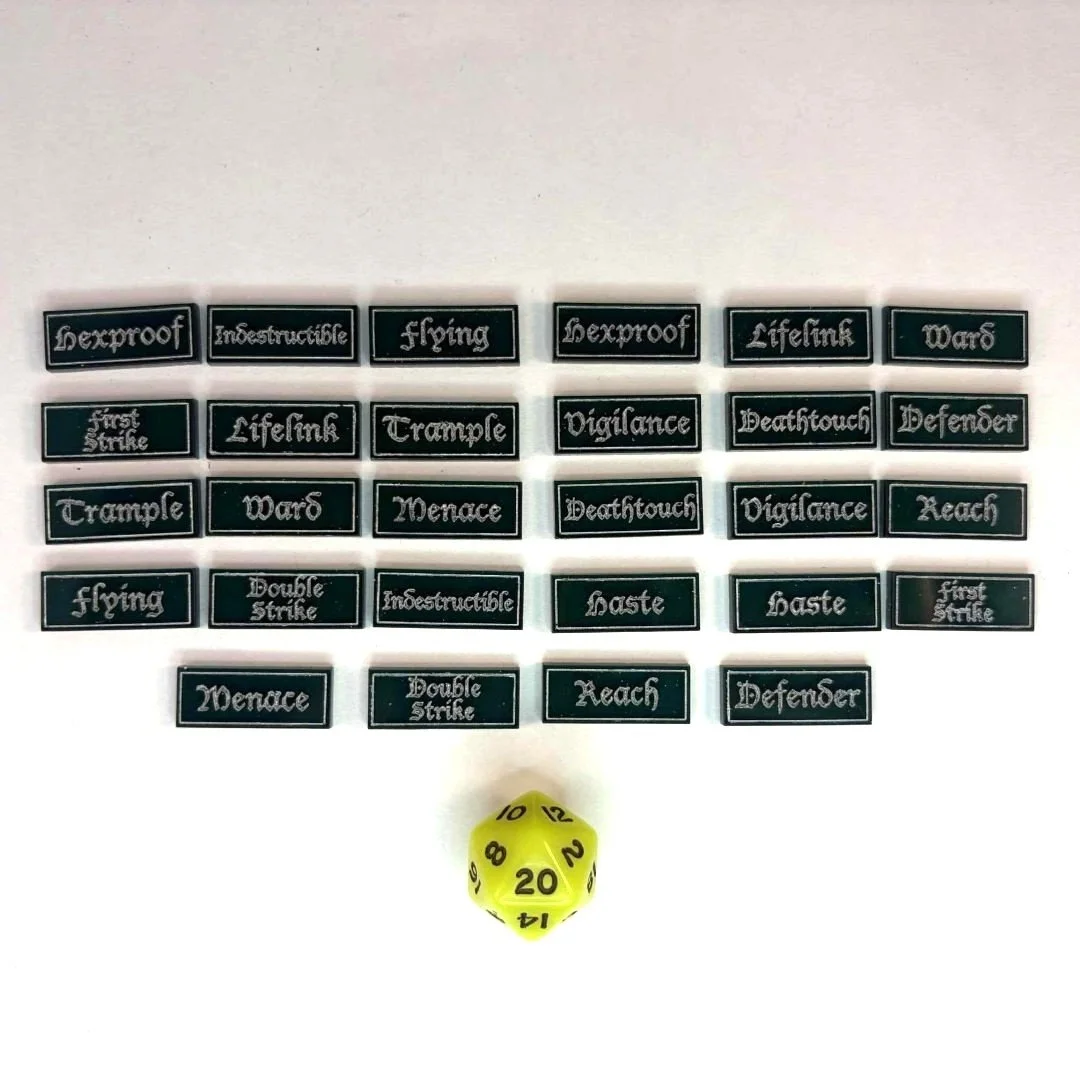 Hexproof
Indestructible
Flying
Hexproof
Lifelink
Ward
First
Strike
Lifelink
Trample
Vigilance
Deathtouch
Defender
Trample
Ward
Menace
Deathtouch
Vigilance
Reach
Flying
Double
Strike
Indestructible
Haste
Haste
First
Strike
Menace
Double
Strike
Reach
Defender
10 12
8 2
20
14